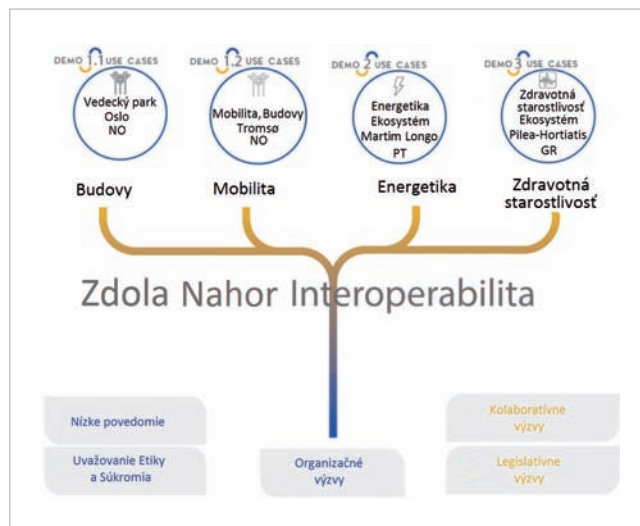 DEMO 1.1 USE CASES
Vedecký park
Oslo
NO
Budovy
DEMO 1.2 USE CASES
Mobilita, Budovy
Tromsø
NO
Mobilita
DEMO 2 USE CASES
Energetika
Ekosystém
Martim Longo
PT
Energetika
DEMO 3 USE CASES
Zdravotná
starostlivosť
Ekosystém
Pilea-Hortiatis
GR
Zdravotná
starostlivosť
Zdola Nahor Interoperabilita
Nízke povedomie
Uvažovanie Etiky
a Súkromia
Organizačné
výzvy
Kolaboratívne
výzvy
Legislatívne
výzvy